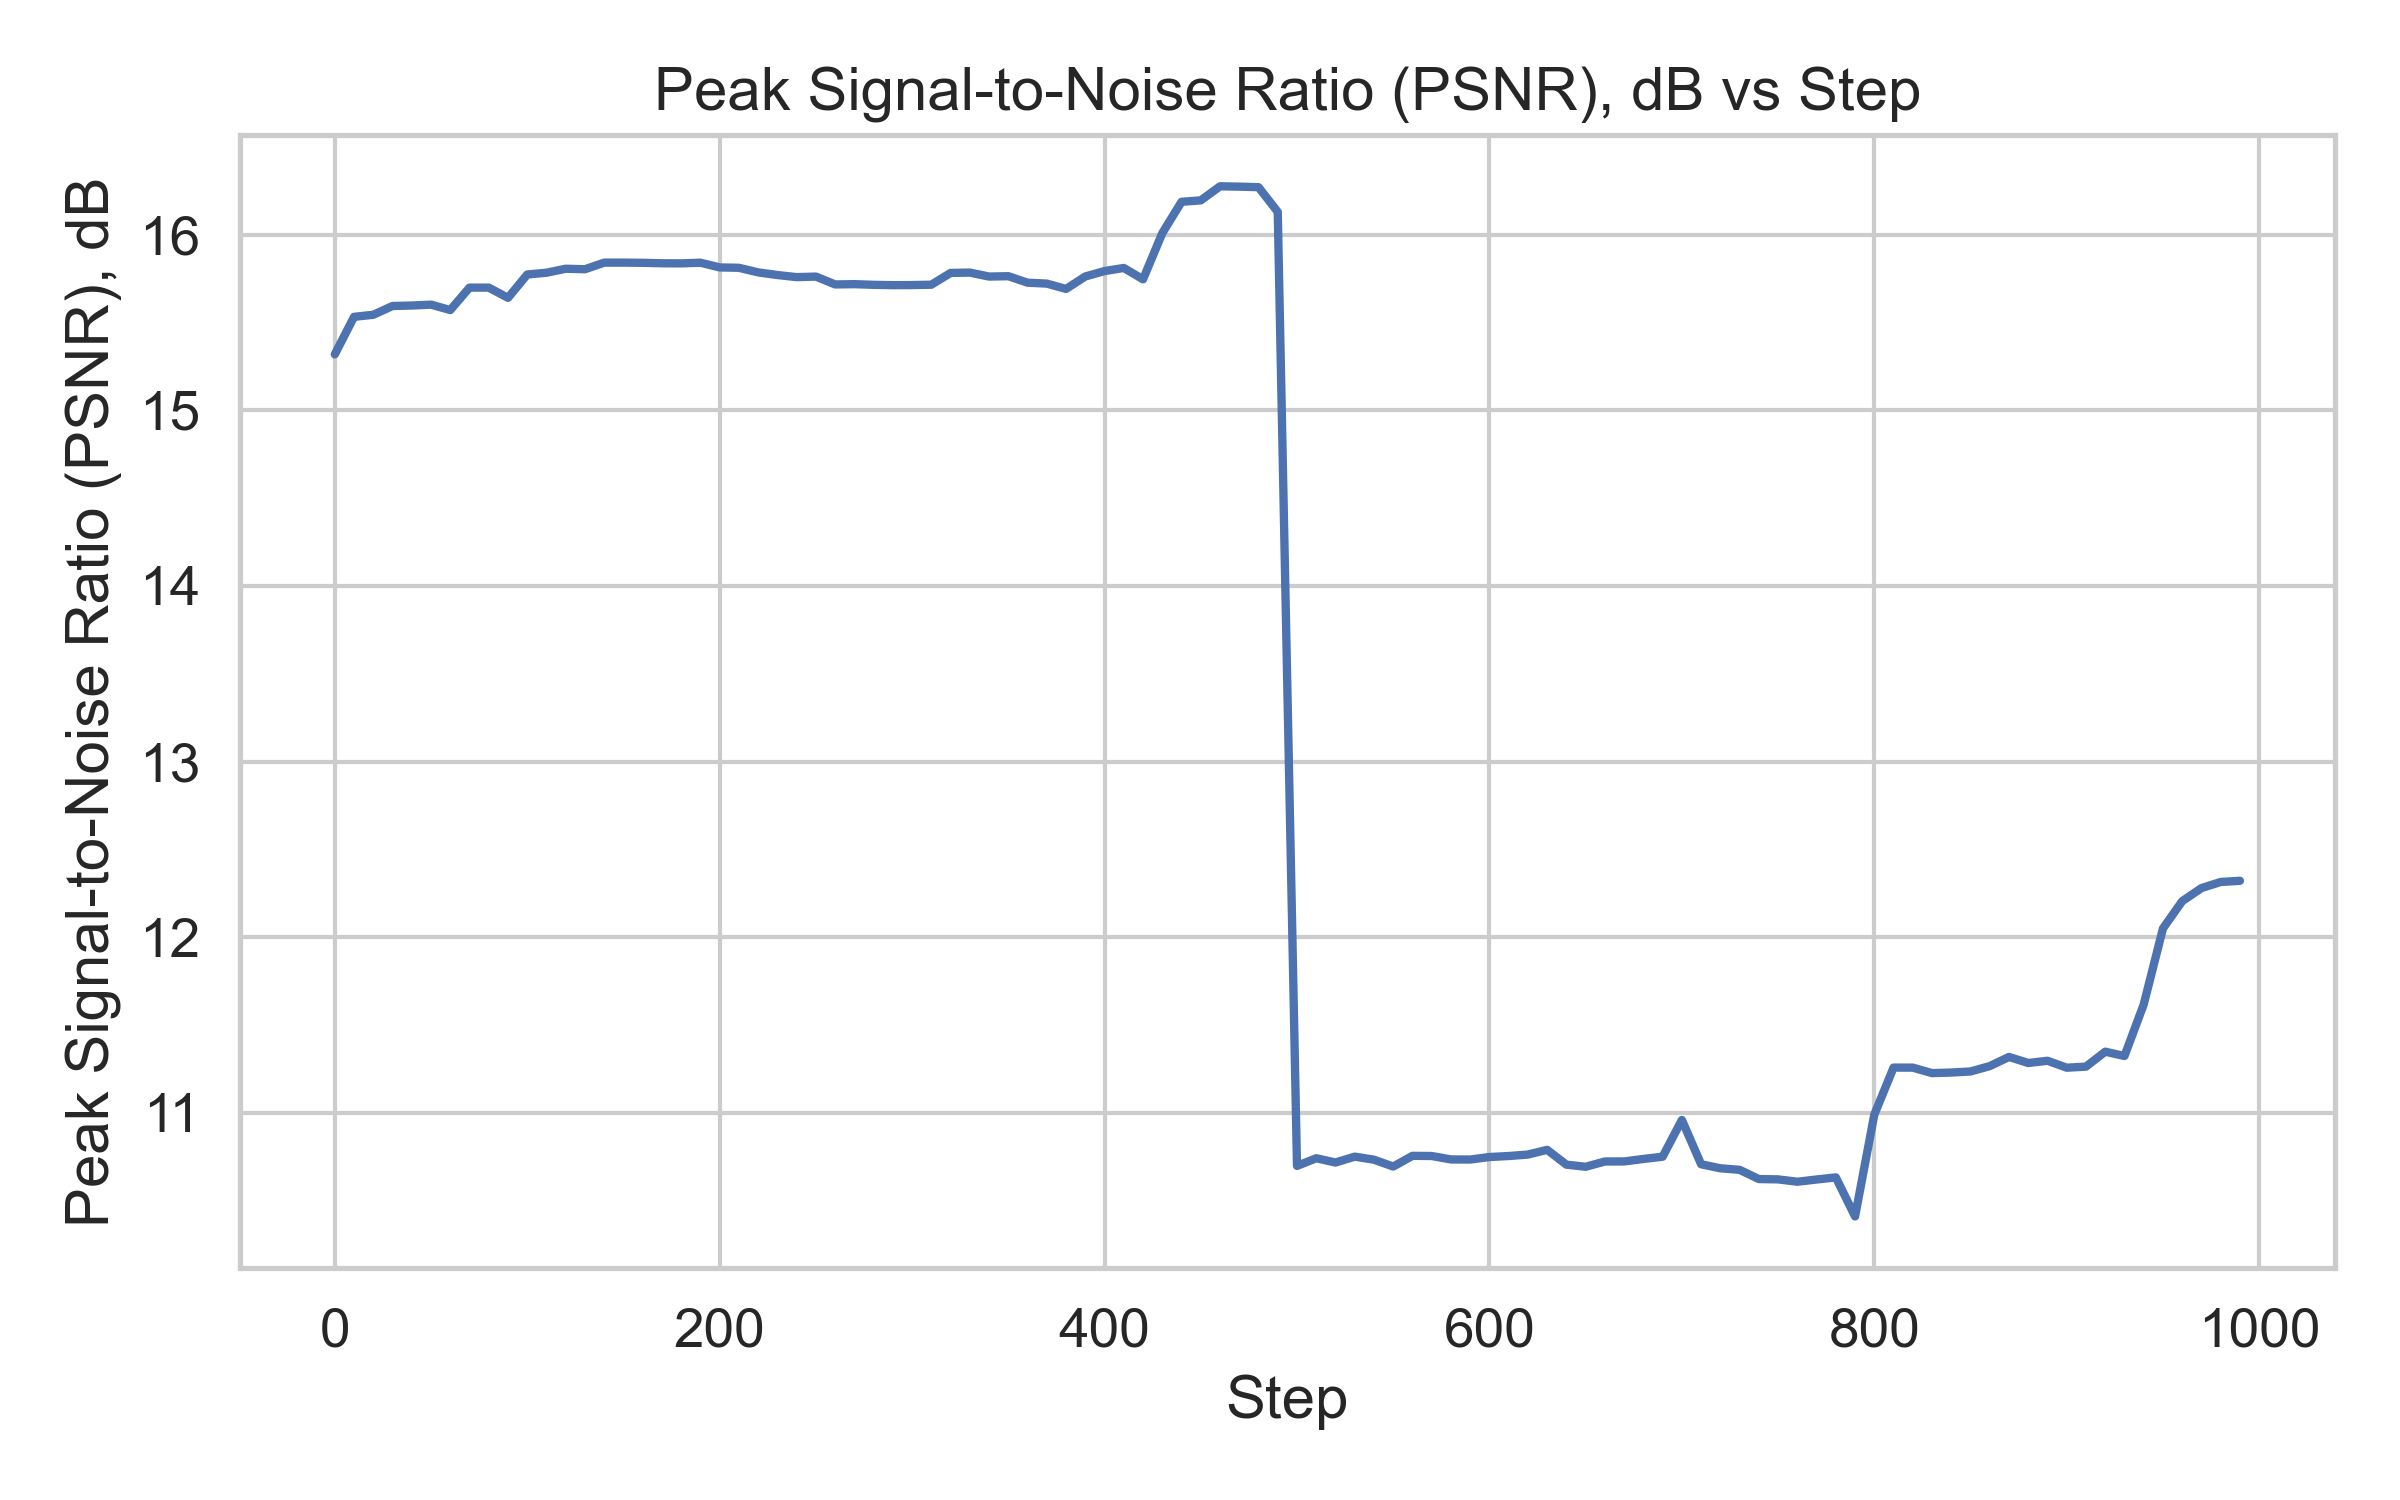 Peak Signal-to-Noise Ratio (PSNR), dB vs Step
Peak Signal-to-Noise Ratio (PSNR), dB
16
15
14
13
12
11
0 200 400 600 800 1000
Step